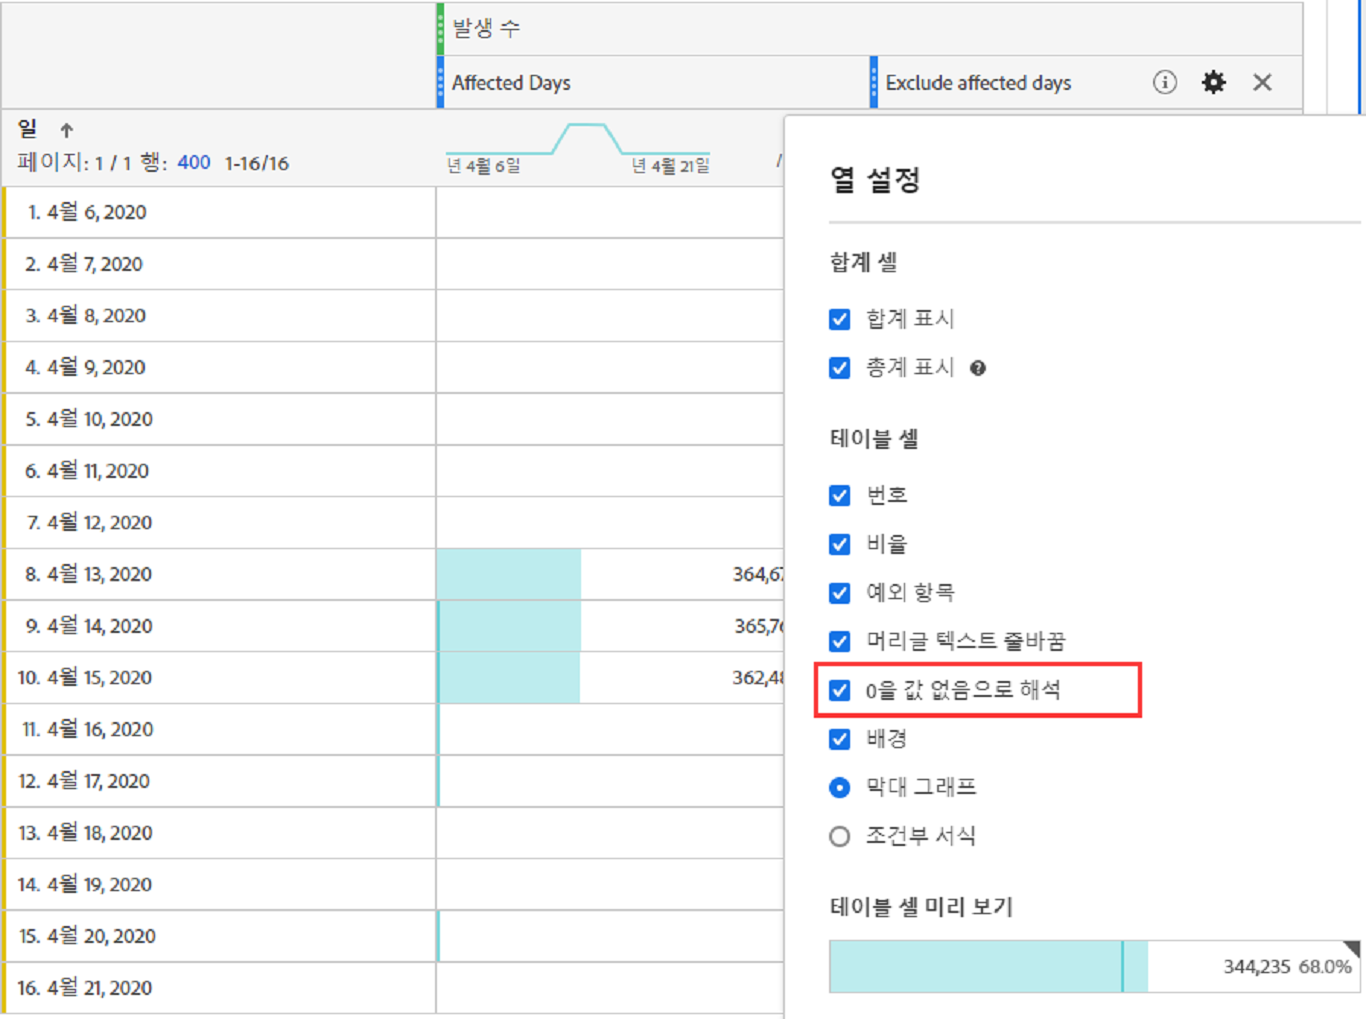 발생 수
Affected Days
Exclude affected days
일
페이지: 1 / 1 행: 400 1-16/16
년 4월 6일
년 4월 21일
1. 4월 6, 2020
2. 4월 7, 2020
3. 4월 8, 2020
4. 4월 9, 2020
5. 4월 10, 2020
6. 4월 11, 2020
7. 4월 12, 2020
8. 4월 13, 2020
364,67
9. 4월 14, 2020
365,76
10. 4월 15, 2020
362,48
11. 4월 16, 2020
12. 4월 17, 2020
13. 4월 18, 2020
14. 4월 19, 2020
15. 4월 20, 2020
16. 4월 21, 2020
열 설정
합계 셀
합계 표시
총계 표시
테이블 셀
번호
비율
예외 항목
머리글 텍스트 줄바꿈
0을 값 없음으로 해석
배경
막대 그래프
조건부 서식
테이블 셀 미리 보기
344,235 68.0%